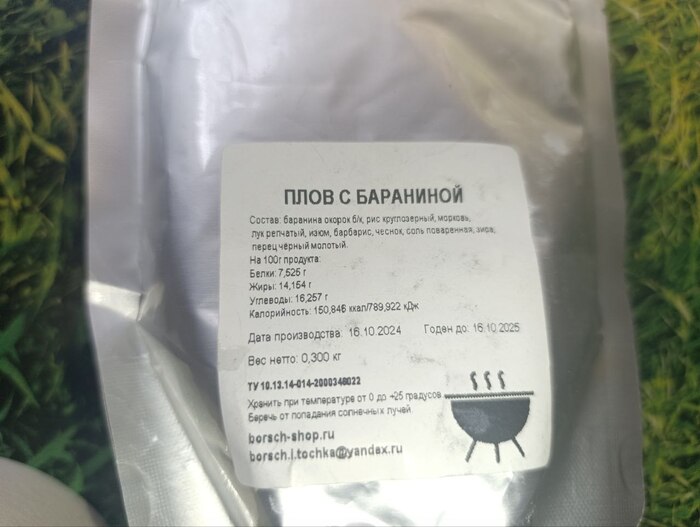 ПЛОВ С БАРАНИНОЙ
Состав: баранина окорок б/к, рис круглозерный, морковь,
лук репчатый, изюм, барбарис, чеснок, соль поваренная, зира,
перец чёрный молотый.
На 100г продукта:
Белки: 7,525 г
Жиры: 14,154 г
Углеводы: 16,257 г
Калорийность: 150,846 ккал/789,922 кДж
Дата производства: 16.10.2024 Годен до: 16.10.2025
Вес нетто: 0,300 кг
ТУ 10.13.14-014-2000348022
Хранить при температуре от 0 до +25 градусов
Беречь от попадания солнечных лучей.
borsch-shop.ru
borsch.i.tochka@yandax.ru